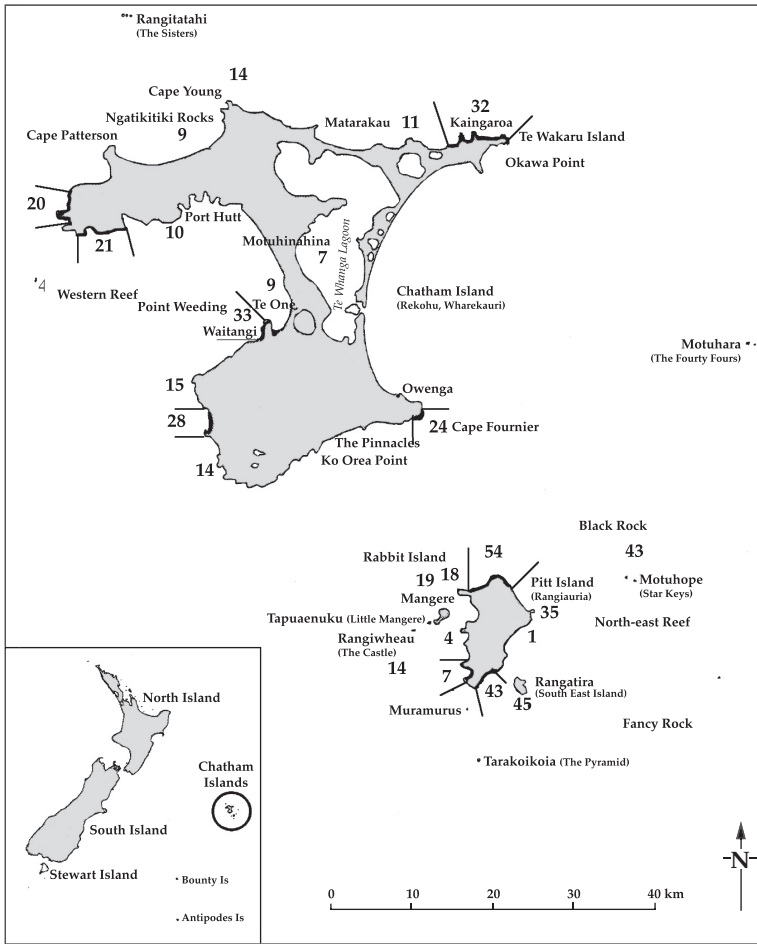 Rangitatahi
(The Sisters)
14
Cape Young
Ngatikitiki Rocks
9
Cape Patterson
Matarakau
11
32
Kaingaroa
Te Wakaru Island
Okawa Point
20
21
10
Port Hutt
Motuhinahina
7
Te Whanga Lagoon
'4
Western Reef
9
Te One
Point Weeding
33
Waitangi
Chatham Island
(Rekohu, Wharekauri)
Motuhara
(The Fourty Fours)
15
28
14
Owenga
24 Cape Fournier
The Pinnacles
Ko Orea Point
Black Rock
43
Motuhope
(Star Keys)
Rabbit Island
54
19
18
Mangere
Pitt Island
(Rangiauria)
35
Tapuaenuku (Little Mangere)
Rangiwheau
(The Castle)
4
1
North-east Reef
14
7
43
45
Rangatira
(South East Island)
Muramurus
Fancy Rock
Tarakoikoia (The Pyramid)
North Island
Chatham
Islands
South Island
Stewart Island
Bounty Is
Antipodes Is
N
0 10 20 30 40 km